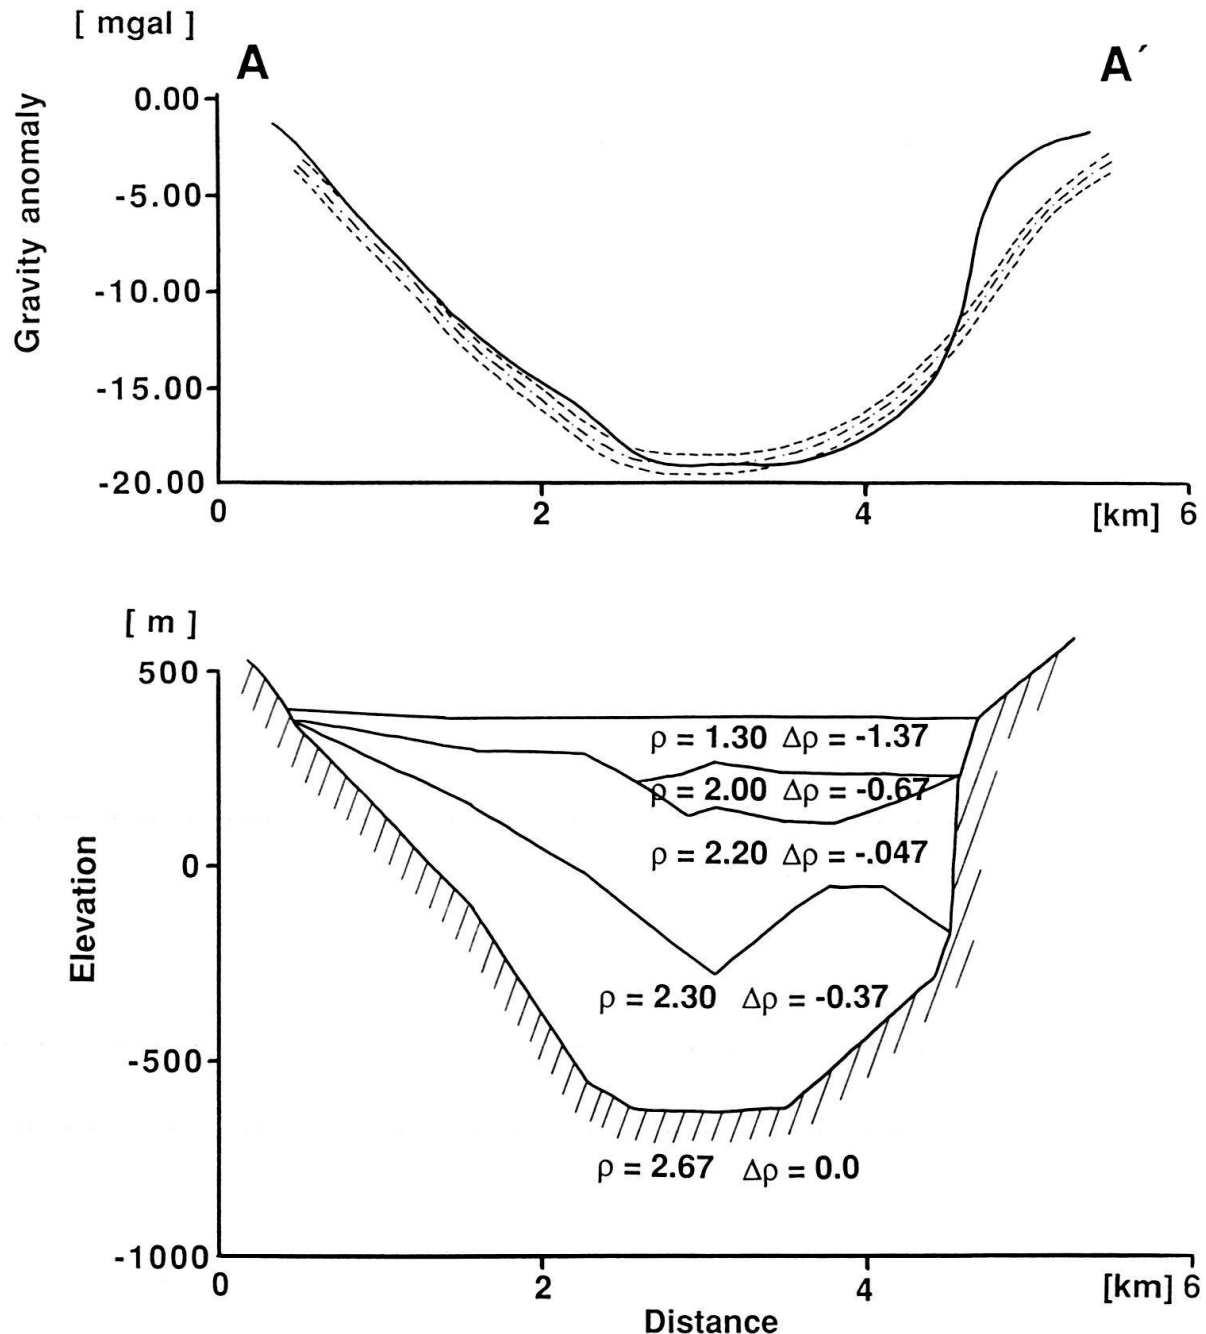 [ mgal ]
A A´
0.00
-5.00
-10.00
-15.00
-20.00
Gravity anomaly
0 2 4 [km] 6
[ m ]
500
0
-500
-1000
Elevation
ρ = 1.30 Δρ = -1.37
ρ = 2.00 Δρ = -0.67
ρ = 2.20 Δρ = -.047
ρ = 2.30 Δρ = -0.37
ρ = 2.67 Δρ = 0.0
0 2 4 [km] 6
Distance